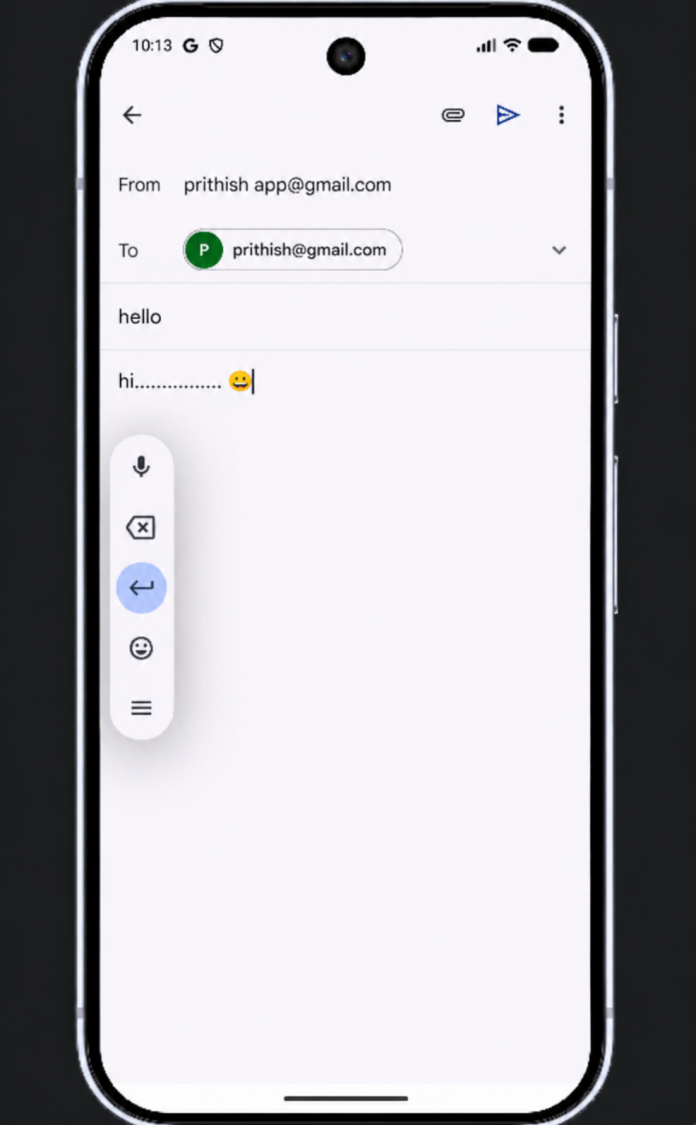 10:13
From prithish app@gmail.com
To P prithish@gmail.com
hello
hi................ 😀